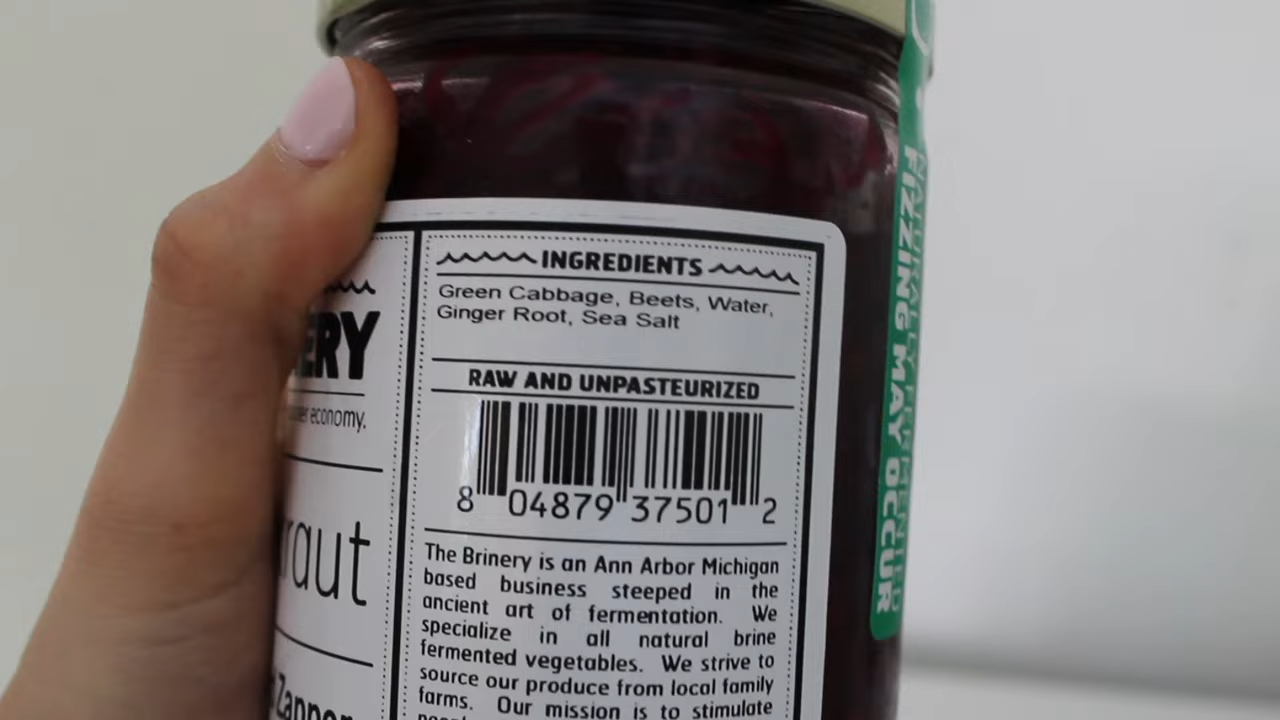 ERY
economy.
raut
Zapper
INGREDIENTS
Green Cabbage, Beets, Water,
Ginger Root, Sea Salt
RAW AND UNPASTEURIZED
8 04879 37501 2
The Brinery is an Ann Arbor Michigan
based business steeped in the
ancient art of fermentation. We
specialize in all natural brine
fermented vegetables. We strive to
source our produce from local family
farms. Our mission is to stimulate
NATURALLY FERMENTED
FIZZING MAY OCCUR